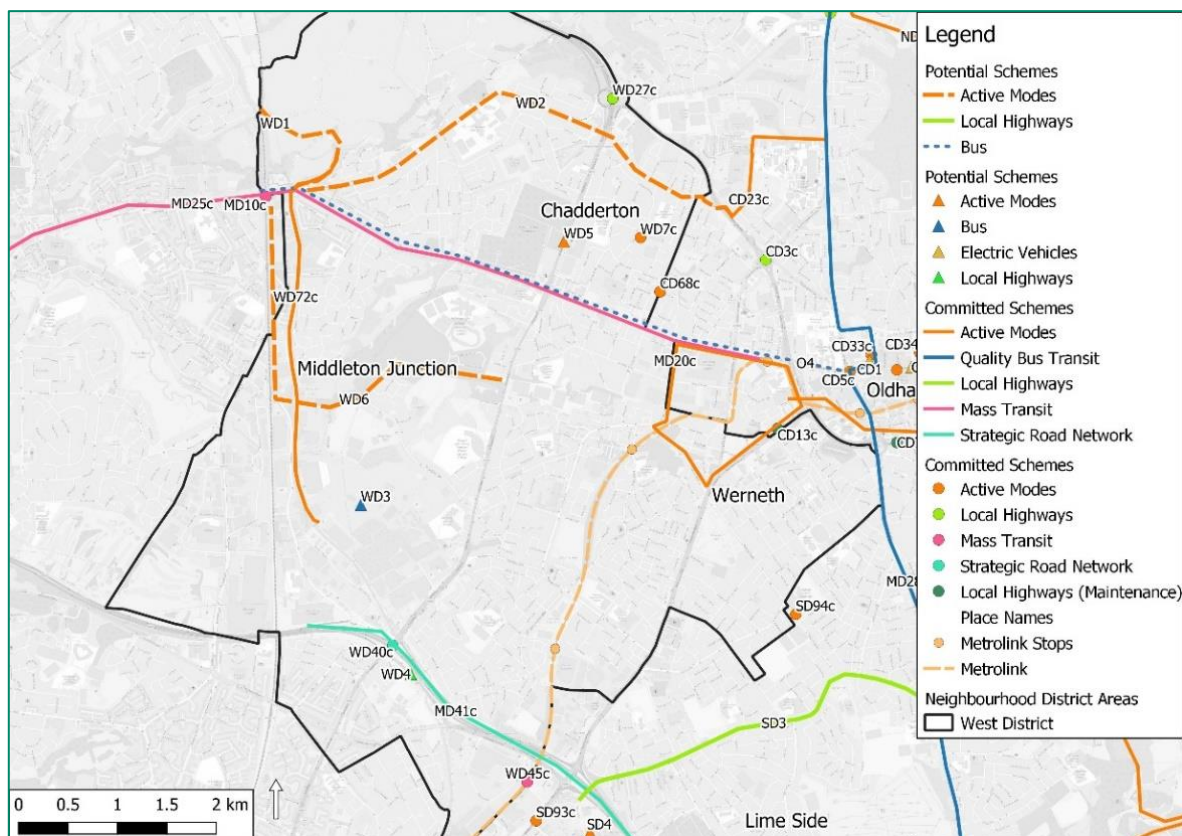 ND
WD27c
WD2
WD1
MD25c
MD10c
CD23c
Chadderton
WD5
WD7c
CD3c
CD68c
WD72c
MD20c
O4
CD33c
CD34
CD1
CD5c
Middleton Junction
WD6
Oldha
CD13c
Werneth
WD3
MD28
SD94c
WD40c
WD4
MD41c
SD3
WD45c
SD93c
SD4
Lime Side
0 0.5 1 1.5 2 km
Legend
Potential Schemes
Active Modes
Local Highways
Bus
Potential Schemes
Active Modes
Bus
Electric Vehicles
Local Highways
Committed Schemes
Active Modes
Quality Bus Transit
Local Highways
Mass Transit
Strategic Road Network
Committed Schemes
Active Modes
Local Highways
Mass Transit
Strategic Road Network
Local Highways (Maintenance)
Place Names
Metrolink Stops
Metrolink
Neighbourhood District Areas
West District